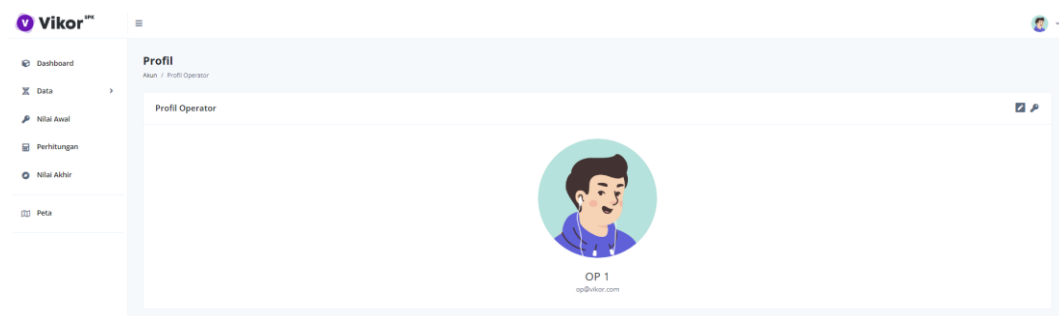 V Vikor SPK
Dashboard
Data
Nilai Awal
Perhitungan
Nilai Akhir
Peta
Profil
Akun / Profil Operator
Profil Operator
OP 1
op@vikor.com